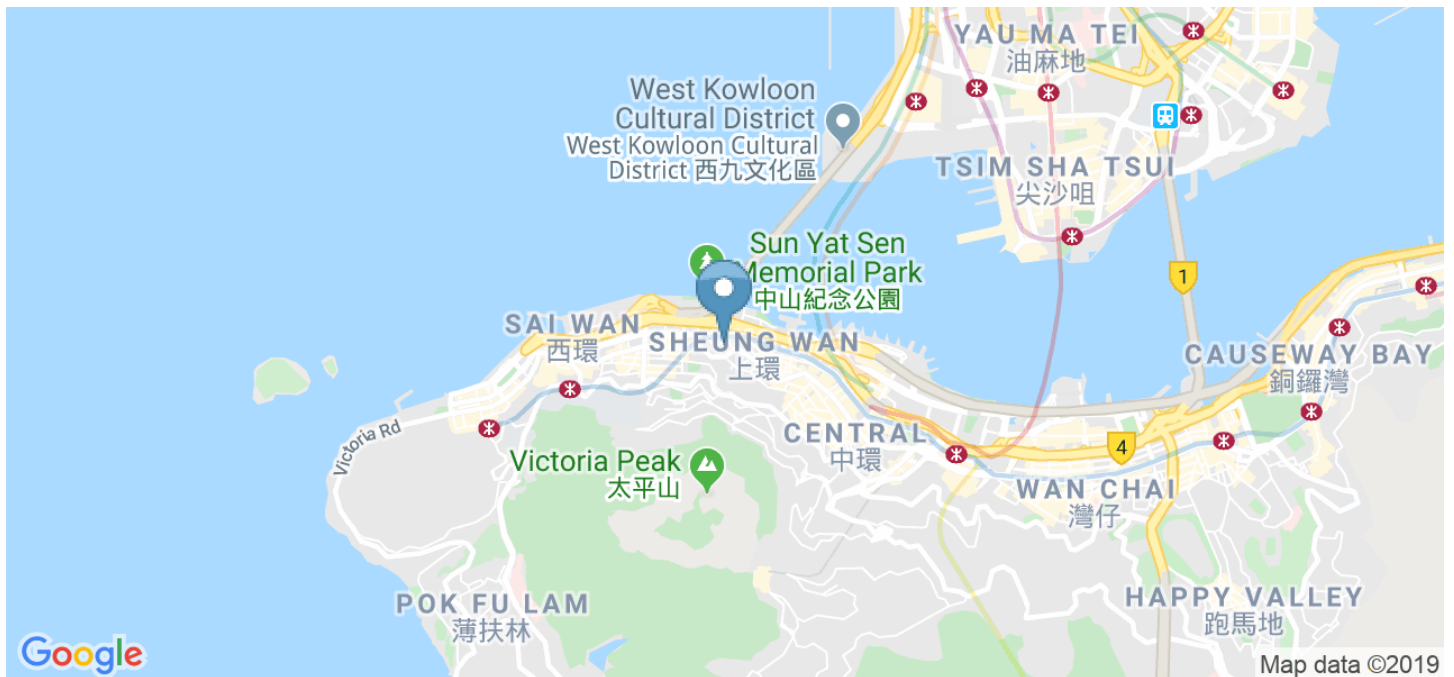 YAU MA TEI
油麻地
West Kowloon
Cultural District
West Kowloon Cultural
District 西九文化區
TSIM SHA TSUI
尖沙咀
Sun Yat Sen
Memorial Park
中山紀念公園
1
SAI WAN
西環
SHEUNG WAN
上環
CAUSEWAY BAY
銅鑼灣
Victoria Rd
CENTRAL
中環
4
Victoria Peak
太平山
WAN CHAI
灣仔
POK FU LAM
薄扶林
HAPPY VALLEY
跑馬地
Google
Map data ©2019